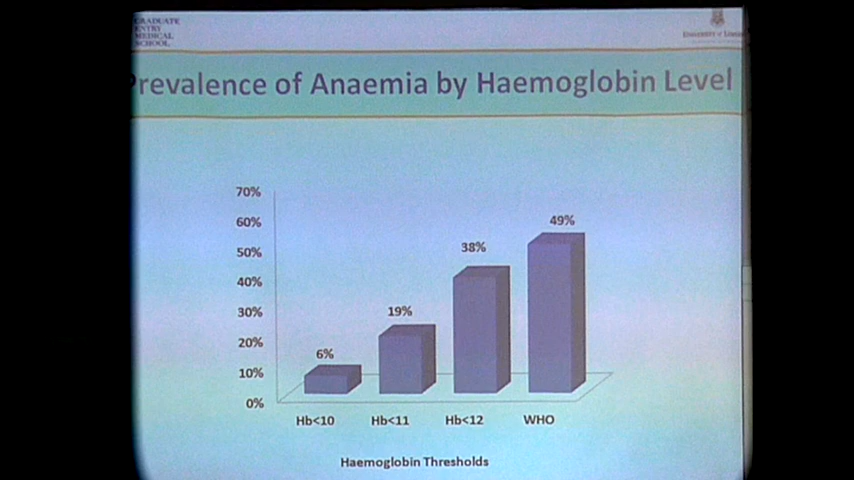 GRADUATE
ENTRY
MEDICAL
SCHOOL
Prevalence of Anaemia by Haemoglobin Level
70%
60%
50%
40%
30%
20%
10%
0%
6%
19%
38%
49%
Hb<10
Hb<11
Hb<12
WHO
Haemoglobin Thresholds